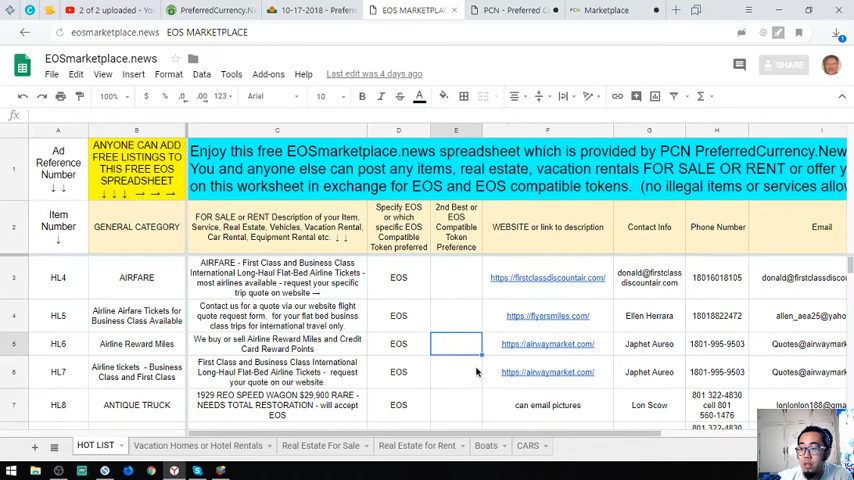 2 of 2 uploaded - Yo
PreferredCurrency.N
10-17-2018 - Prefer
EOS MARKETPLACE
PCN - Preferred C
Marketplace
eosmarketplace.news
EOS MARKETPLACE
EOSmarketplace.news
File Edit View Insert Format Data Tools Add-ons Help Last edit was 4 days ago
SHARE
100% $ % .0 .00 123 Arial 10 B I S A
fx
A B C D E F G H I
1
Ad
Reference
Number
↓ ↓
ANYONE CAN ADD
FREE LISTINGS TO
THIS FREE EOS
SPREADSHEET
↓ ↓ ↓ → → →
Enjoy this free EOSmarketplace.news spreadsheet which is provided by PCN PreferredCurrency.New
You and anyone else can post any items, real estate, vacation rentals FOR SALE OR RENT or offer y
on this worksheet in exchange for EOS and EOS compatible tokens. (no illegal items or services allow
2
Item
Number
↓
GENERAL CATEGORY
FOR SALE or RENT Description of your Item,
Service, Real Estate, Vehicles, Vacation Rental,
Car Rental, Equipment Rental etc. ↓ ↓
Specify EOS
or which
specific EOS
Compatible
Token preferred
2nd Best or
EOS
Compatible
Token
Preference
WEBSITE or link to description
Contact Info
Phone Number
Email
3
HL4
AIRFARE
AIRFARE - First Class and Business Class
International Long-Haul Flat-Bed Airline Tickets -
most airlines available - request your specific
trip quote on website →
EOS
https://firstclassdiscountair.com/
donald@firstclass
discountair.com
18016018105
donald@firstclassdis
4
HL5
Airline Airfare Tickets for
Business Class Available
Contact us for a quote via our website flight
quote request form, for your flat bed businss
class trips for international travel only.
EOS
https://flyersmiles.com/
Ellen Herrara
18018822472
allen_aea25@yaho
5
HL6
Airline Reward Miles
We buy or sell Airline Reward Miles and Credit
Card Reward Points
EOS
https://airwaymarket.com/
Japhet Aureo
1801-995-9503
Quotes@airwaymark
6
HL7
Airline tickets - Business
Class and First Class
First Class and Business Class International
Long-Haul Flat-Bed Airline Tickets - request
your quote on our website.
EOS
https://airwaymarket.com/
Japhet Aureo
1801-995-9503
Quotes@airwaymark
7
HL8
ANTIQUE TRUCK
1929 REO SPEED WAGON $29,900 RARE -
NEEDS TOTAL RESTORATION - will accept
EOS
EOS
can email pictures
Lon Scow
801 322-4830
cell 801
560-1476
lonlonlon188@gma
801 322-4830
HOT LIST
Vacation Homes or Hotel Rentals
Real Estate For Sale
Real Estate for Rent
Boats
CARS